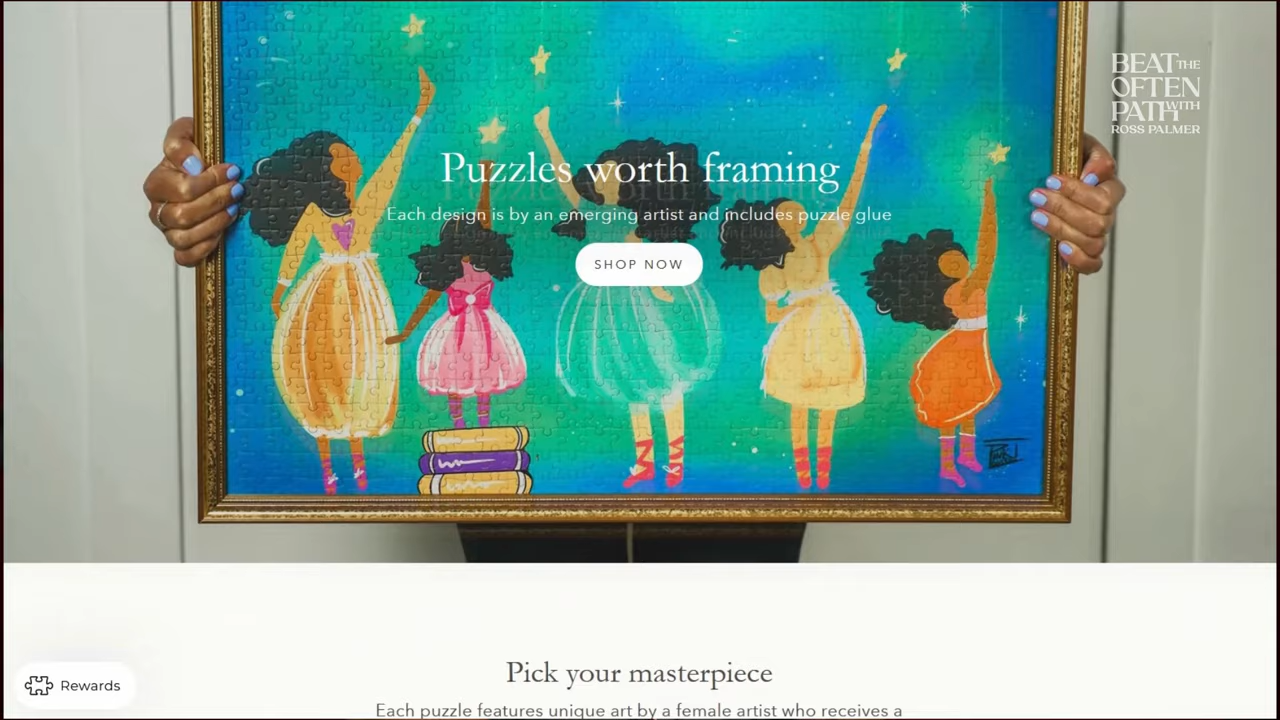 BEAT THE
OFTEN
PATH WITH
ROSS PALMER
Puzzles worth framing
Each design is by an emerging artist and includes puzzle glue
SHOP NOW
Pick your masterpiece
Rewards
Each puzzle features unique art by a female artist who receives a